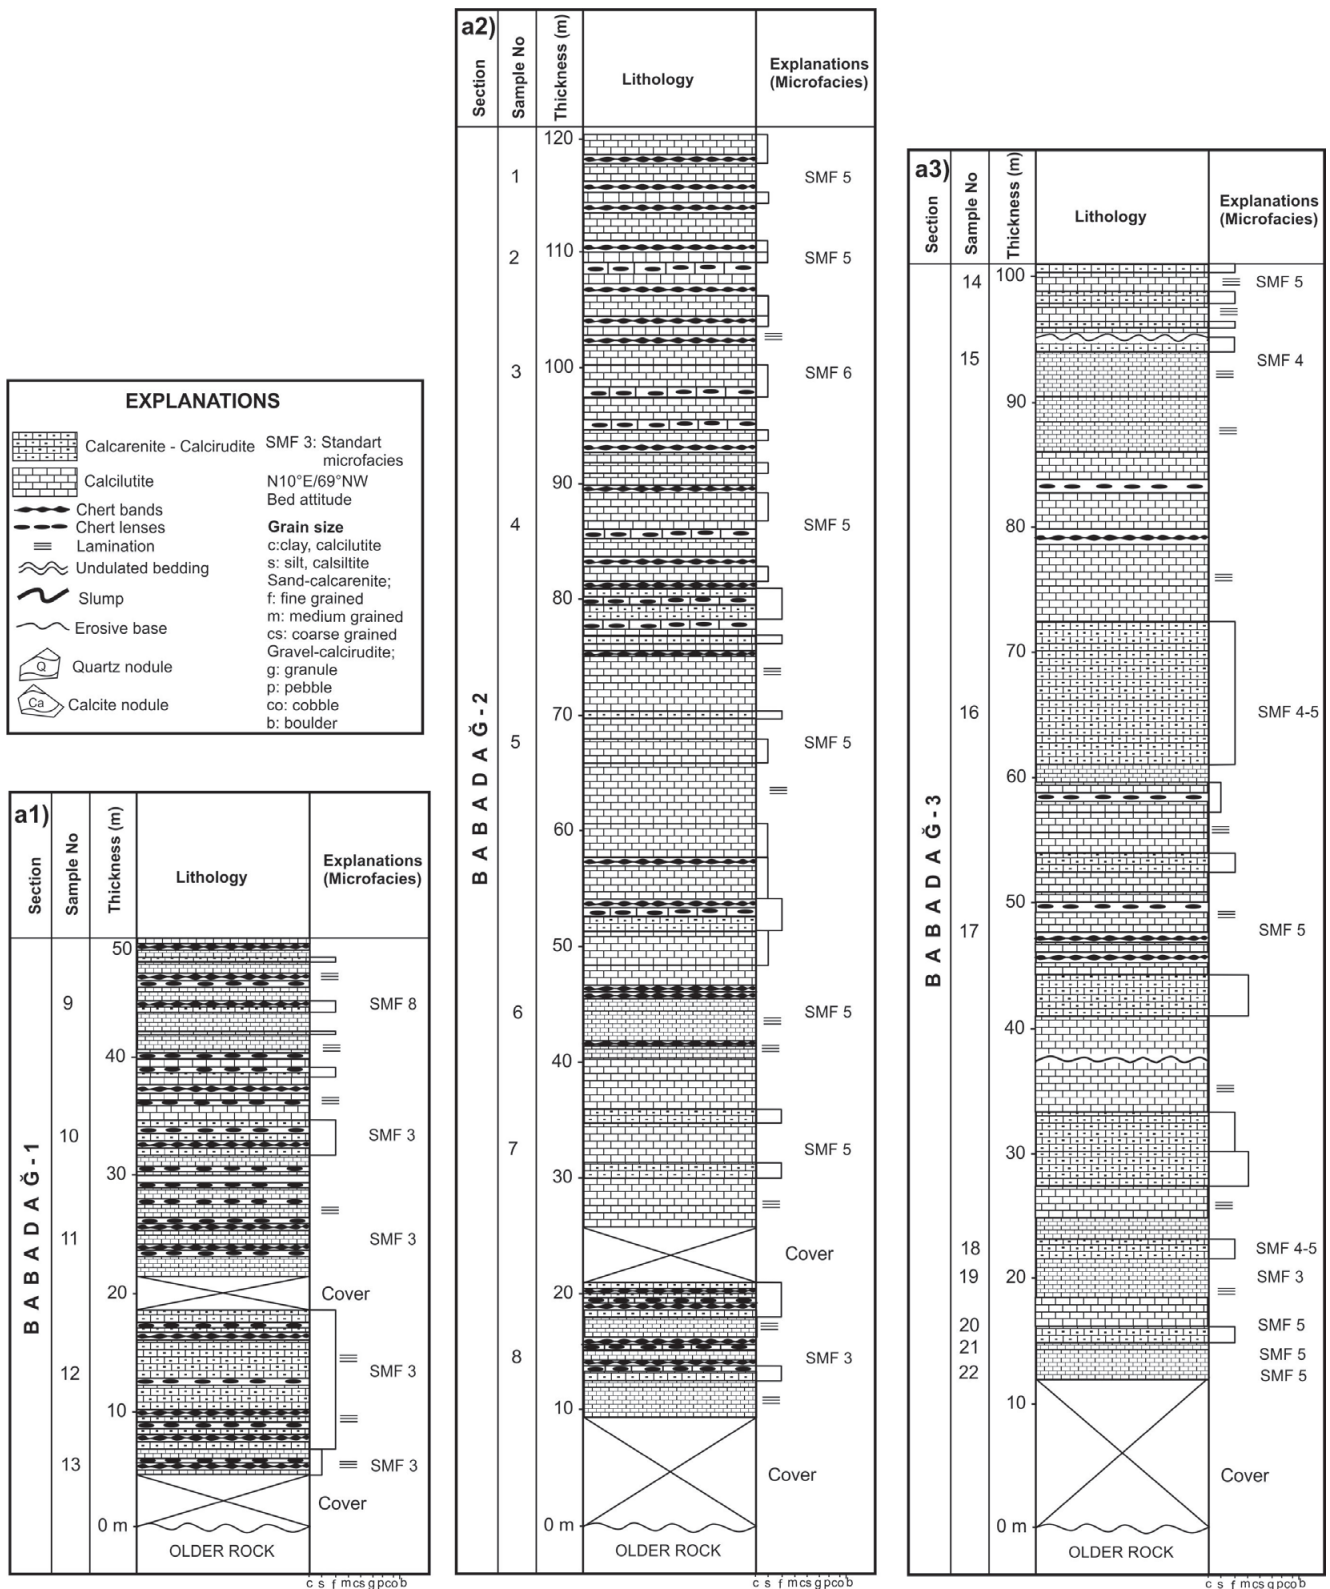 EXPLANATIONS
Calcarenite - Calcirudite
Calcilutite
Chert bands
Chert lenses
Lamination
Undulated bedding
Slump
Erosive base
Q
Quartz nodule
Ca
Calcite nodule
SMF 3: Standart
microfacies
N10°E/69°NW
Bed attitude
Grain size
c:clay, calcilutite
s: silt, calsiltite
Sand-calcarenite;
f: fine grained
m: medium grained
cs: coarse grained
Gravel-calcirudite;
g: granule
p: pebble
co: cobble
b: boulder
a1)
Section
Sample No
Thickness (m)
Lithology
Explanations
(Microfacies)
BABADAĞ-1
50
9 SMF 8
40
10 SMF 3
30
11 SMF 3
20 Cover
12 SMF 3
10
13 SMF 3
Cover
0 m
OLDER ROCK
c s f m cs g p co b
a2)
Section
Sample No
Thickness (m)
Lithology
Explanations
(Microfacies)
BABADAĞ-2
120
1 SMF 5
110
2 SMF 5
100
3 SMF 6
90
4 SMF 5
80
70
5 SMF 5
60
50
6 SMF 5
40
7 SMF 5
30
Cover
20
8 SMF 3
10
Cover
0 m
OLDER ROCK
c s f m cs g p co b
a3)
Section
Sample No
Thickness (m)
Lithology
Explanations
(Microfacies)
BABADAĞ-3
100
14 SMF 5
15 SMF 4
90
80
70
16 SMF 4-5
60
50
17 SMF 5
40
30
18 SMF 4-5
19 20 SMF 3
20 SMF 5
21 SMF 5
22 SMF 5
10
Cover
0 m
OLDER ROCK
c s f m cs g p co b